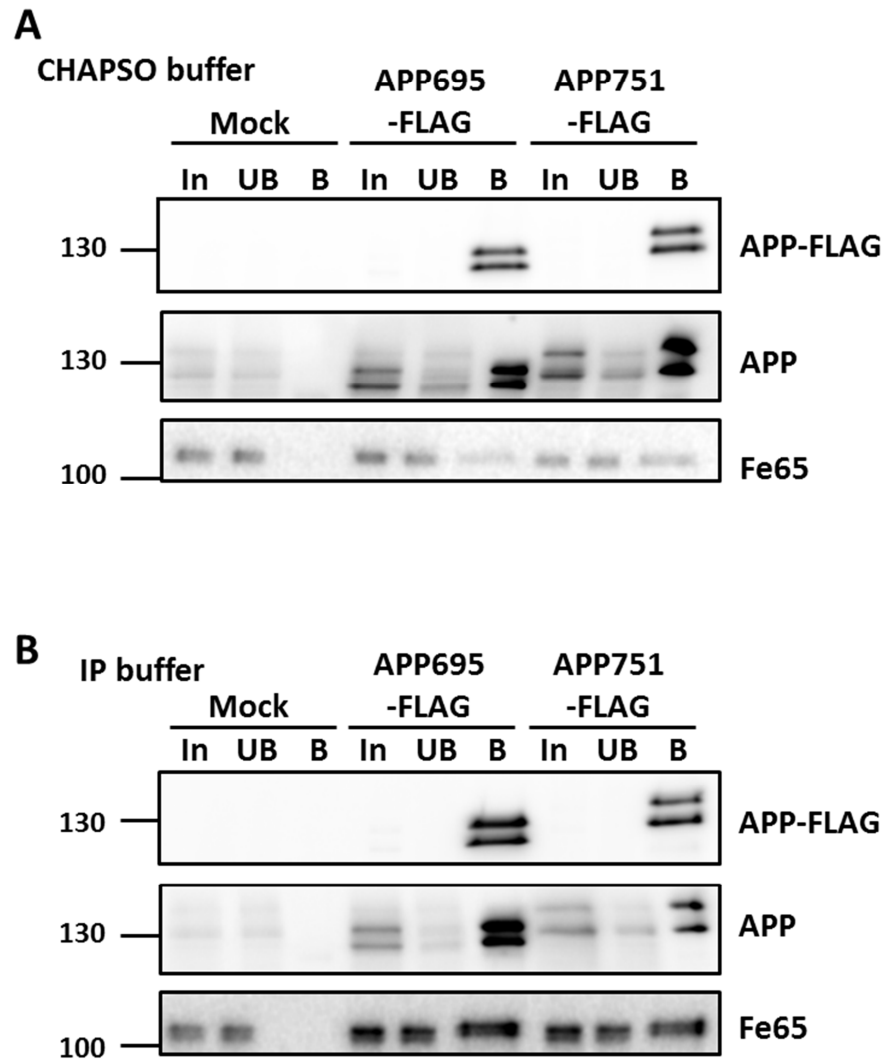 A
CHAPSO buffer
APP695 APP751
Mock -FLAG -FLAG
In UB B In UB B In UB B
130 APP-FLAG
130 APP
100 Fe65
B
IP buffer
APP695 APP751
Mock -FLAG -FLAG
In UB B In UB B In UB B
130 APP-FLAG
130 APP
100 Fe65